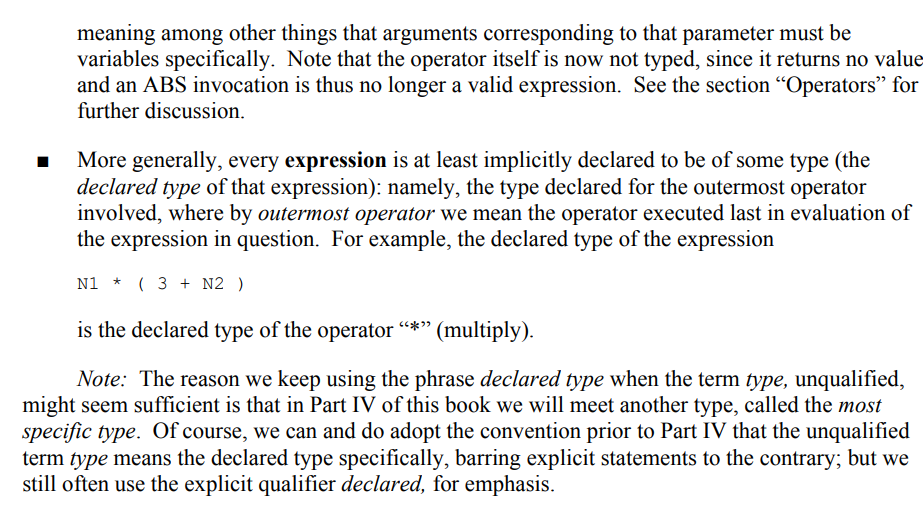 meaning among other things that arguments corresponding to that parameter must be
variables specifically.  Note that the operator itself is now not typed, since it returns no value
and an ABS invocation is thus no longer a valid expression.  See the section “Operators” for
further discussion.
■ More generally, every expression is at least implicitly declared to be of some type (the
declared type of that expression): namely, the type declared for the outermost operator
involved, where by outermost operator we mean the operator executed last in evaluation of
the expression in question.  For example, the declared type of the expression
N1 * ( 3 + N2 )
is the declared type of the operator “*” (multiply).
Note:  The reason we keep using the phrase declared type when the term type, unqualified,
might seem sufficient is that in Part IV of this book we will meet another type, called the most
specific type.  Of course, we can and do adopt the convention prior to Part IV that the unqualified
term type means the declared type specifically, barring explicit statements to the contrary; but we
still often use the explicit qualifier declared, for emphasis.